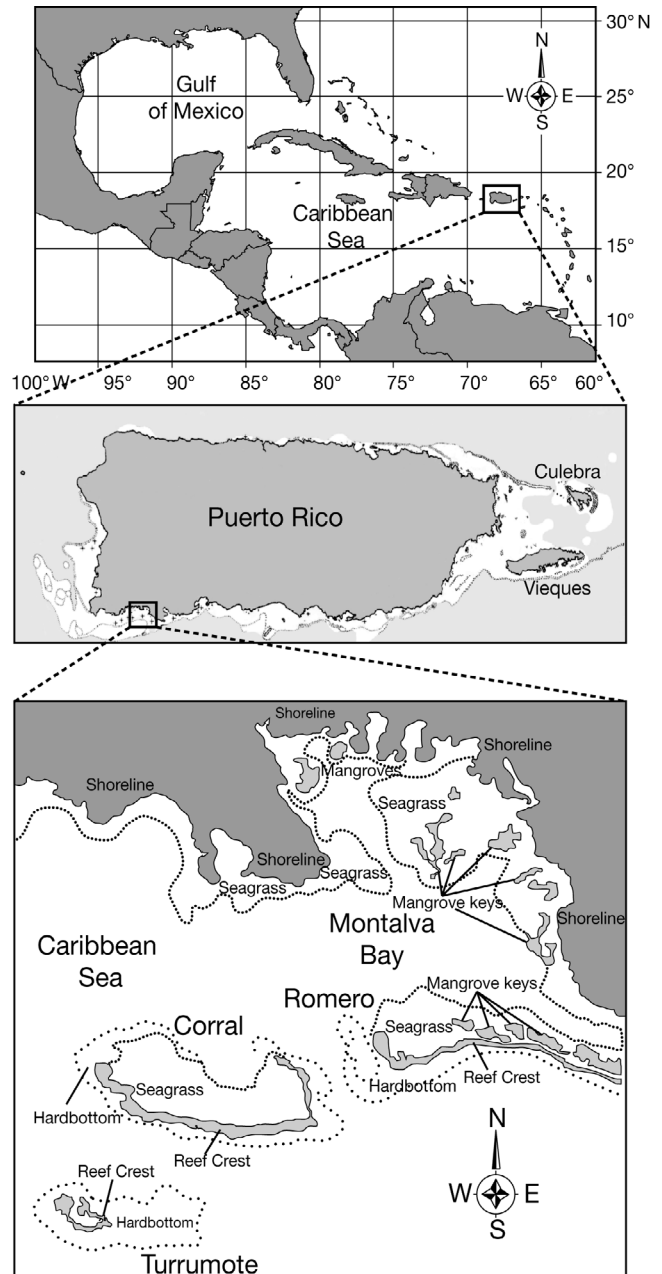 30° N
N
Gulf
of Mexico
W
E
25°
S
20°
Caribbean
Sea
15°
10°
100° W
95°
90°
85°
80°
75°
70°
65°
60°
Culebra
Puerto Rico
Vieques
Shoreline
Shoreline
Mangroves
Shoreline
Seagrass
Shoreline
Seagrass
Seagrass
Mangrove keys
Shoreline
Montalva
Bay
Caribbean
Sea
Mangrove keys
Romero
Corral
Seagrass
Seagrass
Hardbottom
Reef Crest
Hardbottom
Reef Crest
N
Reef Crest
W
E
Hardbottom
S
Turrumote